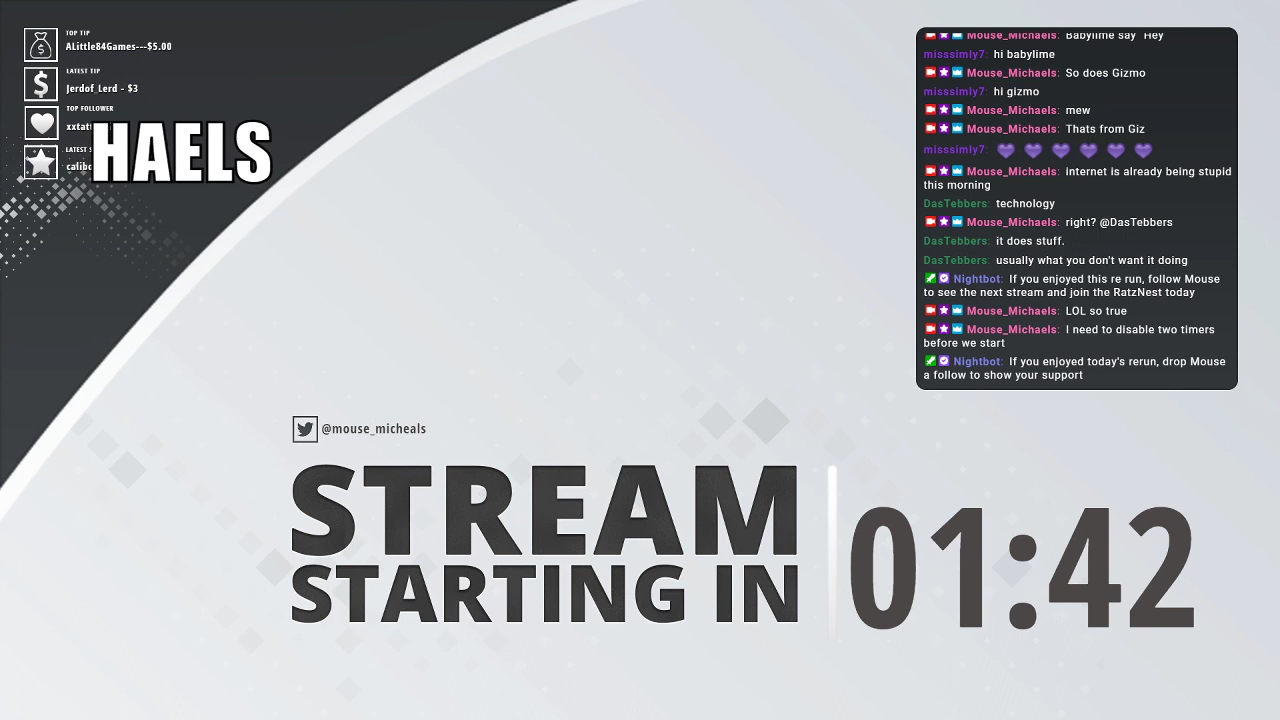 TOP TIP
ALittle84Games---$5.00
LATEST TIP
Jerdof_Lerd - $3
TOP FOLLOWER
HAELS
Babylime say Hey
misssimly7: hi babylime
Mouse_Michaels: So does Gizmo
misssimly7: hi gizmo
Mouse_Michaels: mew
Mouse_Michaels: Thats from Giz
misssimly7:
Mouse_Michaels: internet is already being stupid
this morning
DasTebbers: technology
Mouse_Michaels: right? @DasTebbers
DasTebbers: it does stuff.
DasTebbers: usually what you don't want it doing
Nightbot: If you enjoyed this re run, follow Mouse
to see the next stream and join the RatzNest today
Mouse_Michaels: LOL so true
Mouse_Michaels: I need to disable two timers
before we start
Nightbot: If you enjoyed today's rerun, drop Mouse
a follow to show your support
@mouse_micheals
STREAM
STARTING IN
01:42